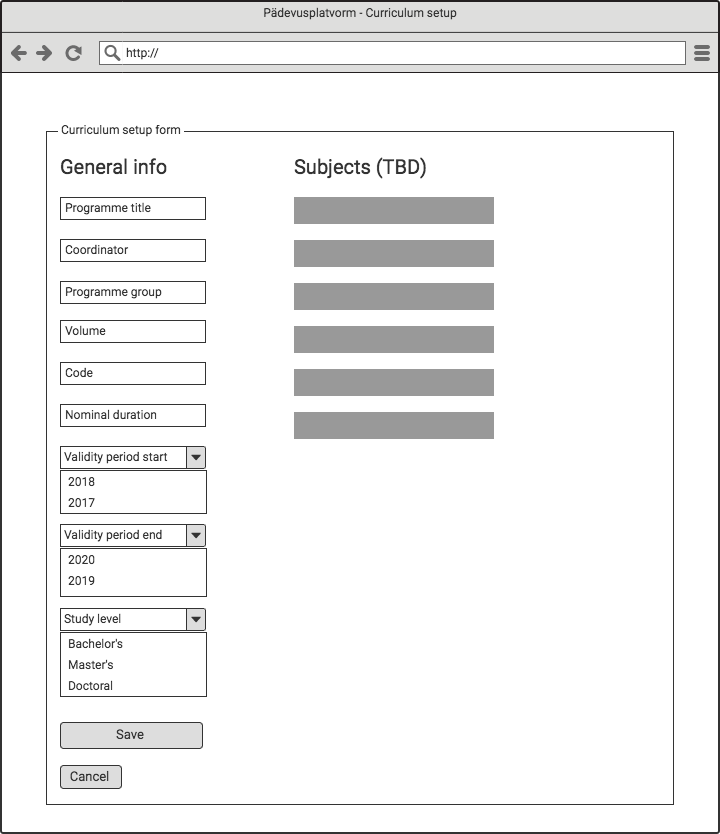 Pädevusplatvorm - Curriculum setup
http://
Curriculum setup form
General info
Subjects (TBD)
Programme title
Coordinator
Programme group
Volume
Code
Nominal duration
Validity period start
2018
2017
Validity period end
2020
2019
Study level
Bachelor's
Master's
Doctoral
Save
Cancel